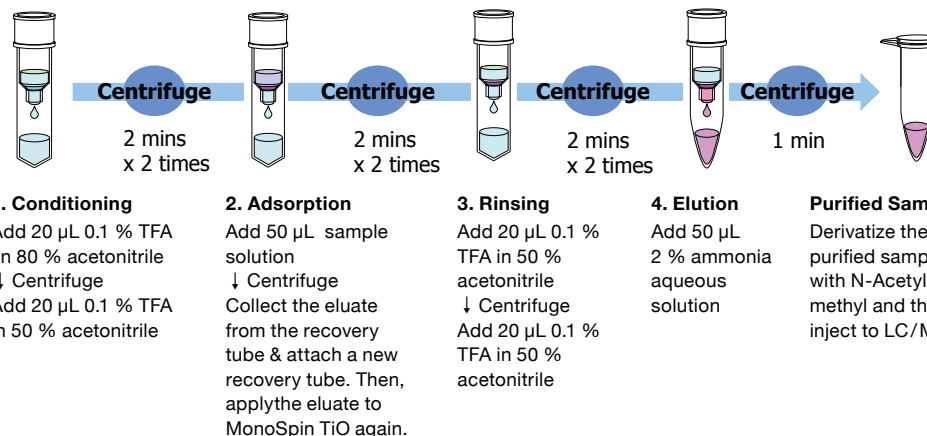 Centrifuge
Centrifuge
Centrifuge
Centrifuge
2 mins
x 2 times
2 mins
x 2 times
2 mins
x 2 times
1 min
. Conditioning
Add 20 µL 0.1 % TFA
in 80 % acetonitrile
↓ Centrifuge
Add 20 µL 0.1 % TFA
in 50 % acetonitrile
2. Adsorption
Add 50 µL sample
solution
↓ Centrifuge
Collect the eluate
from the recovery
tube & attach a new
recovery tube. Then,
applythe eluate to
MonoSpin TiO again.
3. Rinsing
Add 20 µL 0.1 %
TFA in 50 %
acetonitrile
↓ Centrifuge
Add 20 µL 0.1 %
TFA in 50 %
acetonitrile
4. Elution
Add 50 µL
2 % ammonia
aqueous
solution
Purified Sam
Derivatize the
purified samp
with N-Acetyl
methyl and th
inject to LC/M